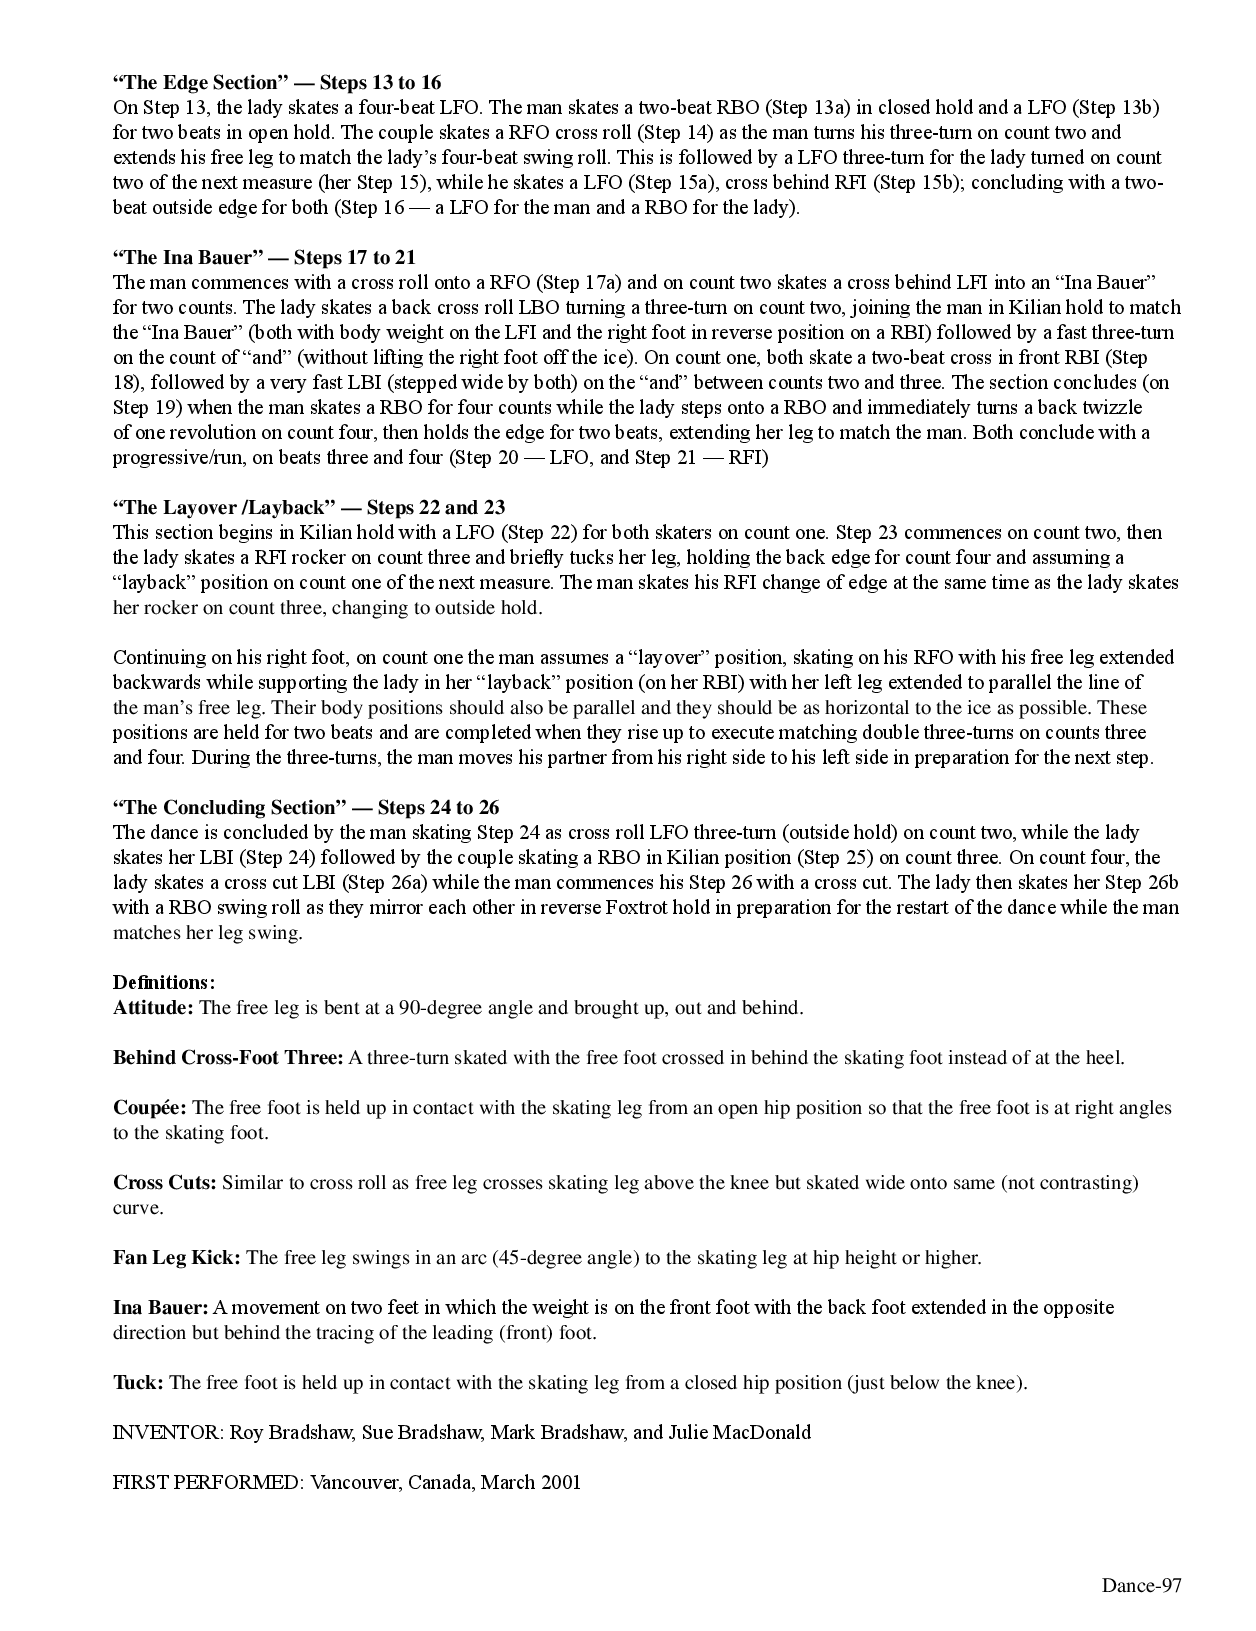 “The Edge Section” — Steps 13 to 16
On Step 13, the lady skates a four-beat LFO. The man skates a two-beat RBO (Step 13a) in closed hold and a LFO (Step 13b)
for two beats in open hold. The couple skates a RFO cross roll (Step 14) as the man turns his three-turn on count two and
extends his free leg to match the lady’s four-beat swing roll. This is followed by a LFO three-turn for the lady turned on count
two of the next measure (her Step 15), while he skates a LFO (Step 15a), cross behind RFI (Step 15b); concluding with a two-
beat outside edge for both (Step 16 — a LFO for the man and a RBO for the lady).
“The Ina Bauer” — Steps 17 to 21
The man commences with a cross roll onto a RFO (Step 17a) and on count two skates a cross behind LFI into an “Ina Bauer”
for two counts. The lady skates a back cross roll LBO turning a three-turn on count two, joining the man in Kilian hold to match
the “Ina Bauer” (both with body weight on the LFI and the right foot in reverse position on a RBI) followed by a fast three-turn
on the count of “and” (without lifting the right foot off the ice). On count one, both skate a two-beat cross in front RBI (Step
18), followed by a very fast LBI (stepped wide by both) on the “and” between counts two and three. The section concludes (on
Step 19) when the man skates a RBO for four counts while the lady steps onto a RBO and immediately turns a back twizzle
of one revolution on count four, then holds the edge for two beats, extending her leg to match the man. Both conclude with a
progressive/run, on beats three and four (Step 20 — LFO, and Step 21 — RFI)
“The Layover /Layback” — Steps 22 and 23
This section begins in Kilian hold with a LFO (Step 22) for both skaters on count one. Step 23 commences on count two, then
the lady skates a RFI rocker on count three and briefly tucks her leg, holding the back edge for count four and assuming a
“layback” position on count one of the next measure. The man skates his RFI change of edge at the same time as the lady skates
her rocker on count three, changing to outside hold.
Continuing on his right foot, on count one the man assumes a “layover” position, skating on his RFO with his free leg extended
backwards while supporting the lady in her “layback” position (on her RBI) with her left leg extended to parallel the line of
the man’s free leg. Their body positions should also be parallel and they should be as horizontal to the ice as possible. These
positions are held for two beats and are completed when they rise up to execute matching double three-turns on counts three
and four. During the three-turns, the man moves his partner from his right side to his left side in preparation for the next step.
“The Concluding Section” — Steps 24 to 26
The dance is concluded by the man skating Step 24 as cross roll LFO three-turn (outside hold) on count two, while the lady
skates her LBI (Step 24) followed by the couple skating a RBO in Kilian position (Step 25) on count three. On count four, the
lady skates a cross cut LBI (Step 26a) while the man commences his Step 26 with a cross cut. The lady then skates her Step 26b
with a RBO swing roll as they mirror each other in reverse Foxtrot hold in preparation for the restart of the dance while the man
matches her leg swing.
Definitions:
Attitude: The free leg is bent at a 90-degree angle and brought up, out and behind.
Behind Cross-Foot Three: A three-turn skated with the free foot crossed in behind the skating foot instead of at the heel.
Coupée: The free foot is held up in contact with the skating leg from an open hip position so that the free foot is at right angles
to the skating foot.
Cross Cuts: Similar to cross roll as free leg crosses skating leg above the knee but skated wide onto same (not contrasting)
curve.
Fan Leg Kick: The free leg swings in an arc (45-degree angle) to the skating leg at hip height or higher.
Ina Bauer: A movement on two feet in which the weight is on the front foot with the back foot extended in the opposite
direction but behind the tracing of the leading (front) foot.
Tuck: The free foot is held up in contact with the skating leg from a closed hip position (just below the knee).
INVENTOR: Roy Bradshaw, Sue Bradshaw, Mark Bradshaw, and Julie MacDonald
FIRST PERFORMED: Vancouver, Canada, March 2001
Dance-97